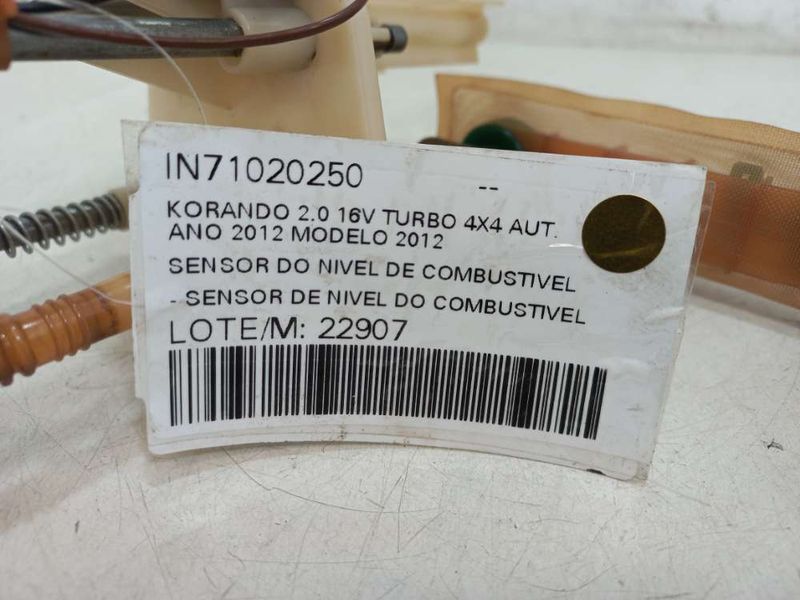 IN71020250 --
KORANDO 2.0 16V TURBO 4X4 AUT.
ANO 2012 MODELO 2012
SENSOR DO NIVEL DE COMBUSTIVEL
- SENSOR DE NIVEL DO COMBUSTIVEL
LOTE/M: 22907